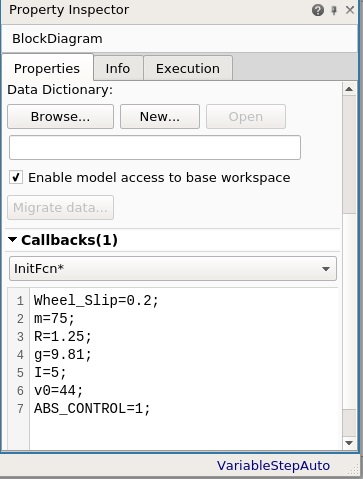 Property Inspector
BlockDiagram
Properties Info Execution
Data Dictionary:
Browse... New... Open
Enable model access to base workspace
Migrate data...
Callbacks(1)
InitFcn*
1 Wheel_Slip=0.2;
2 m=75;
3 R=1.25;
4 g=9.81;
5 I=5;
6 v0=44;
7 ABS_CONTROL=1;
VariableStepAuto